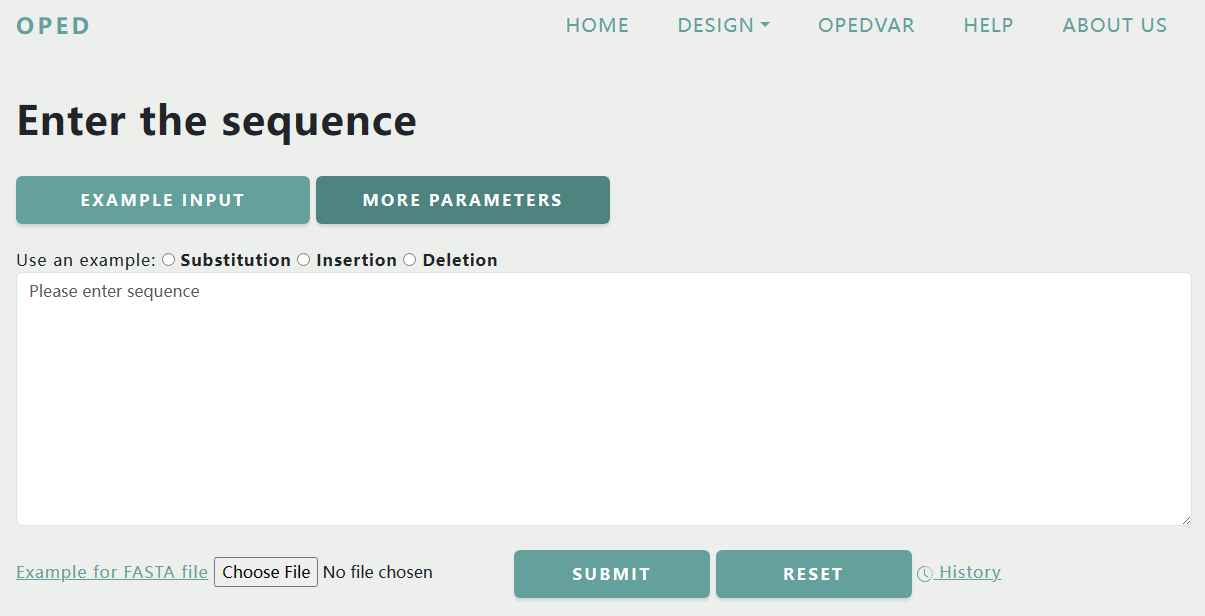 OPED HOME DESIGN OPEDVAR HELP ABOUT US
Enter the sequence
EXAMPLE INPUT MORE PARAMETERS
Use an example: Substitution Insertion Deletion
Please enter sequence
Example for FASTA file Choose File No file chosen SUBMIT RESET History